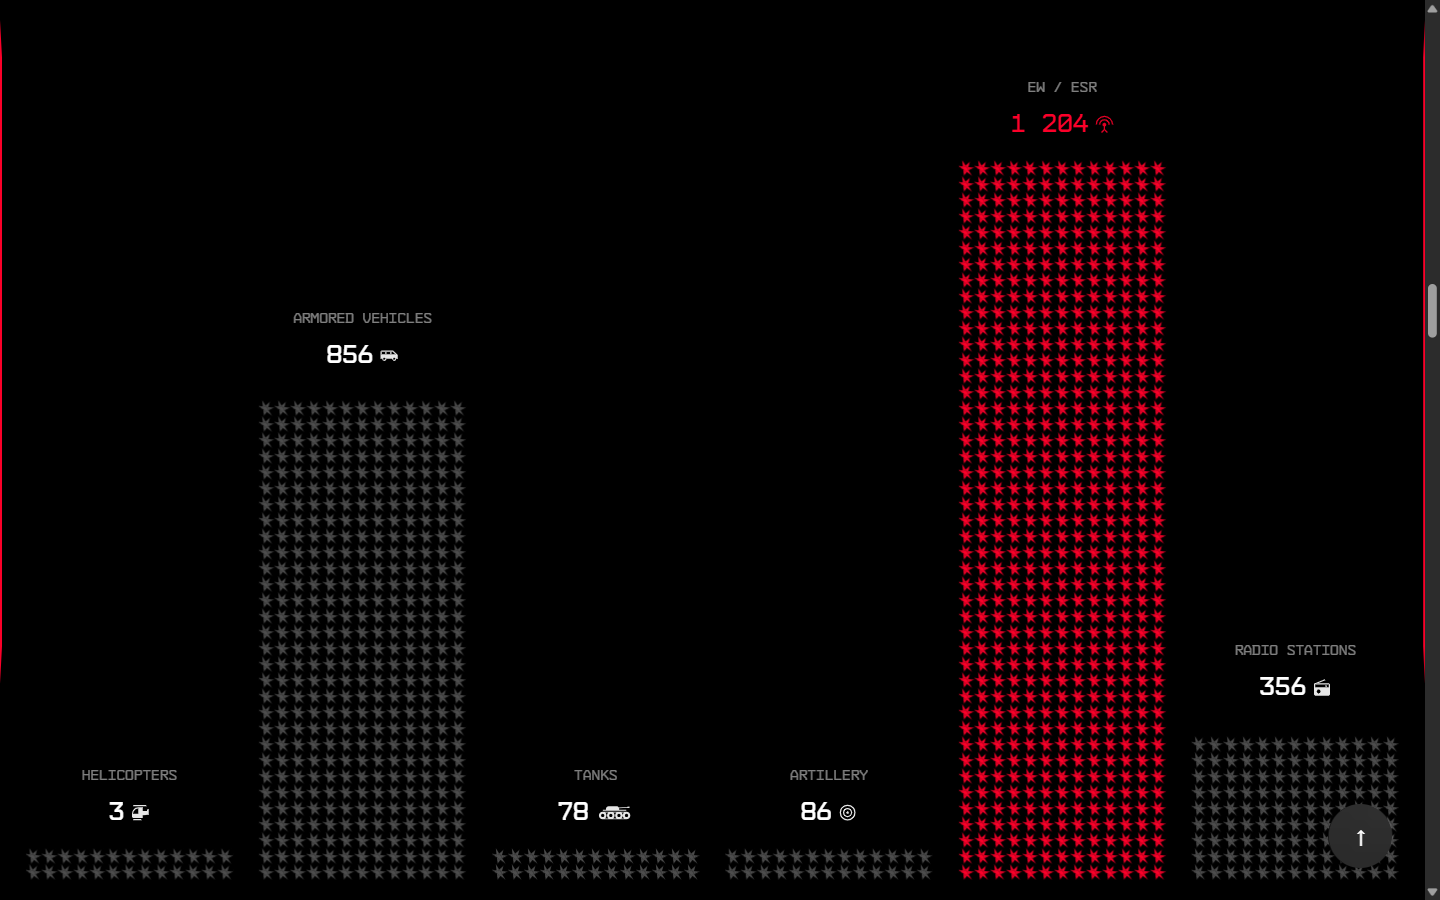 EW / ESR
1 204
ARMORED VEHICLES
856
RADIO STATIONS
356
HELICOPTERS
3
TANKS
78
ARTILLERY
86